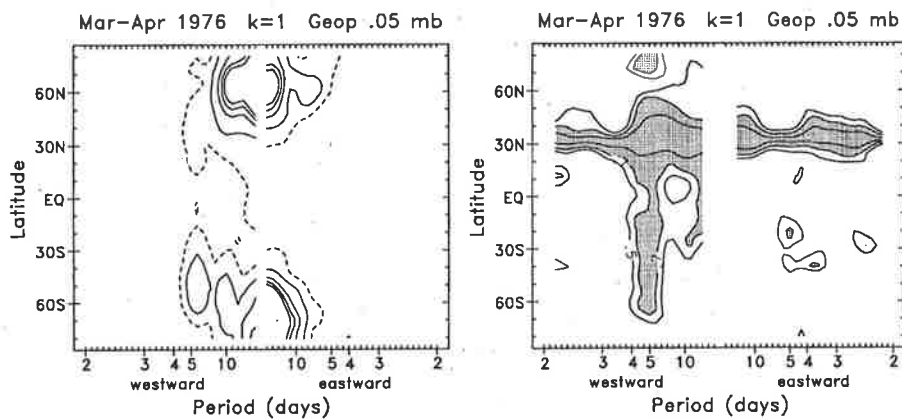 Mar-Apr 1976 k=1 Geop .05 mb
60N
30N
EQ
30S
60S
Latitude
2 3 4 5 10 10 5 4 3 2
westward eastward
Period (days)
Mar-Apr 1976 k=1 Geop .05 mb
60N
30N
EQ
30S
60S
Latitude
2 3 4 5 10 10 5 4 3 2
westward eastward
Period (days)